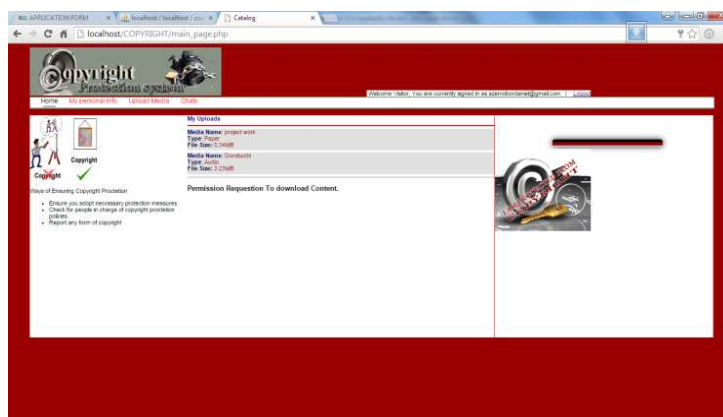 APPLICATION FORM
localhost / localhost /
Catalog
localhost/COPYRIGHT/main_page.php
Copyright
Protection system
Welcome Visitor, You are currently signed in as
Logout
Home My personal Info Upload Media Chats
My Uploads
Media Name: project work
Type: Paper
File Size: 0.34MB
Media Name:
Type: Audio
File Size: 3.23MB
Permission Requestion To download Content.
Copyright
Copyright
Ways of Ensuring Copyright Proctetion
Ensure you adopt neccessary protection measures
Check for people in charge of copyright proctetion
policies
Report any form of copyright